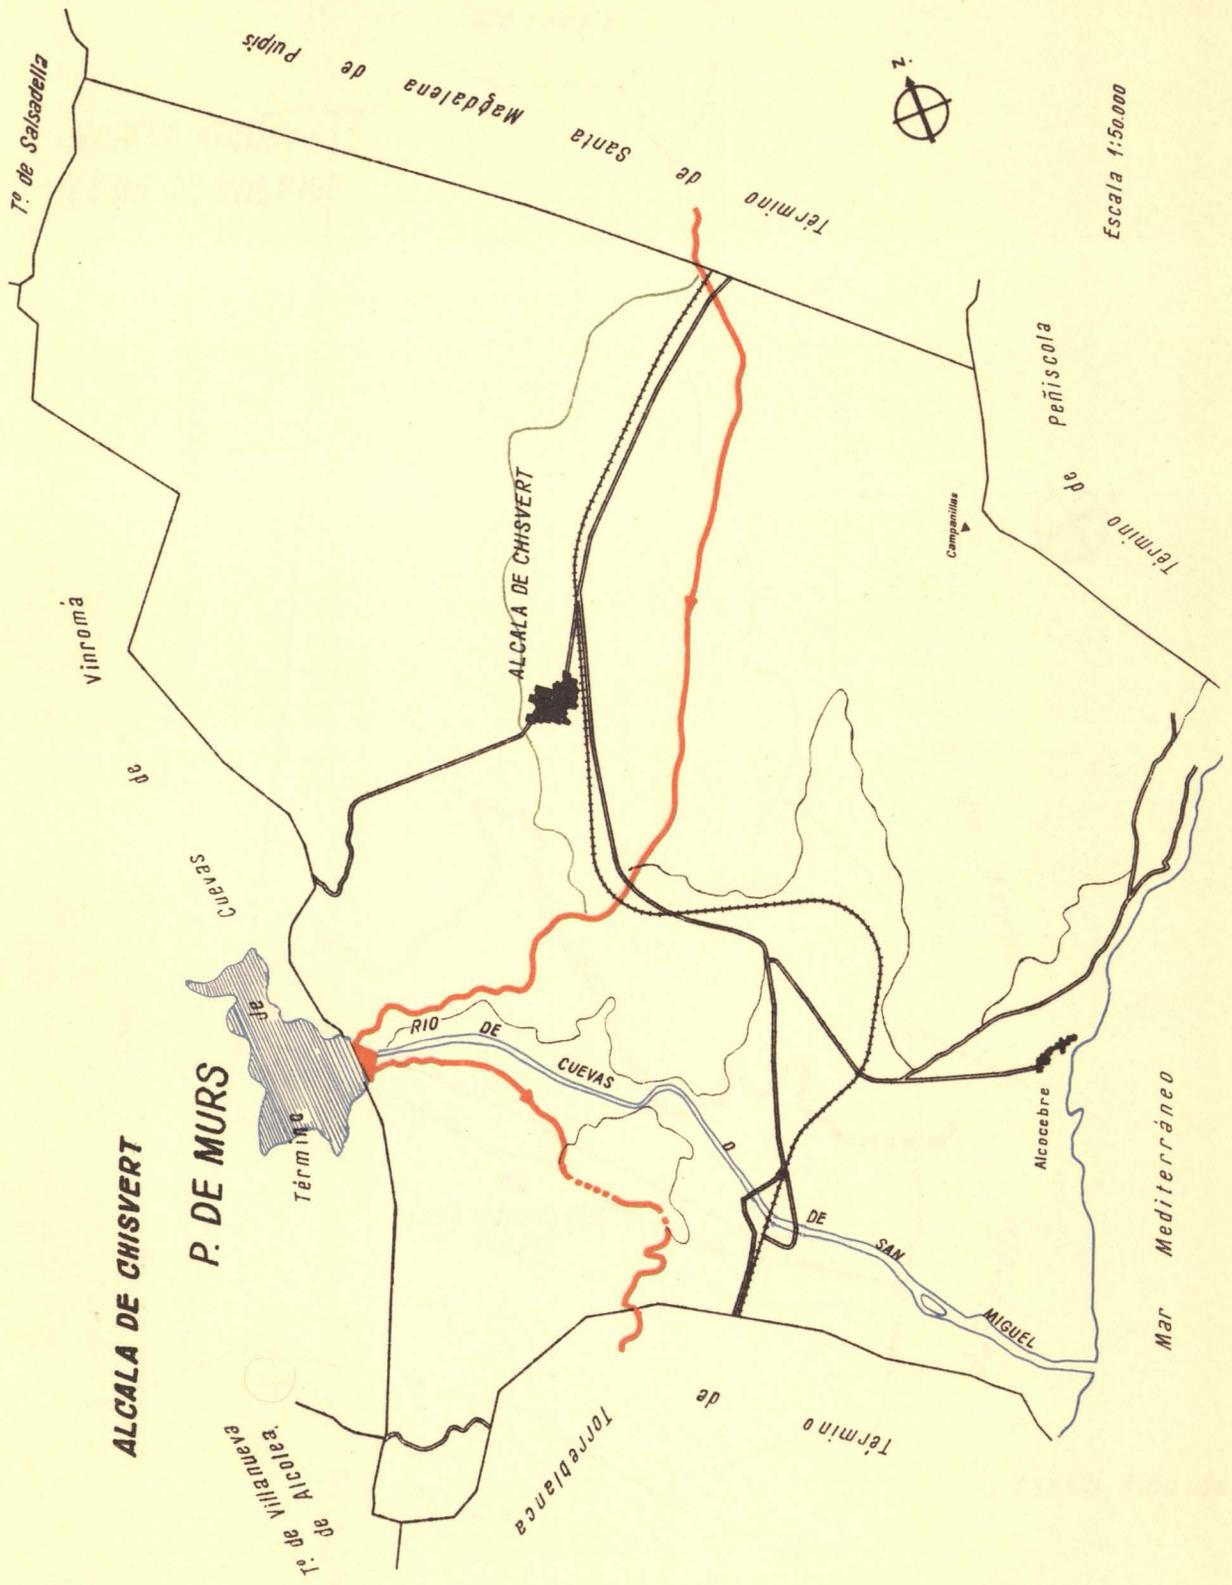 ALCALA DE CHISVERT
P. DE MURS
Tº. de Villanueva
de Alcolea.
Término de Cuevas de Vinromá
Tº de Salsadella
Término de Santa Magdalena de Pulpis
Término de Peñiscola
Término de Torreblanca
ALCALA DE CHISVERT
RIO DE CUEVAS O DE SAN MIGUEL
Campanillas
Alcocebre
Mar Mediterráneo
N.
Escala 1:50.000